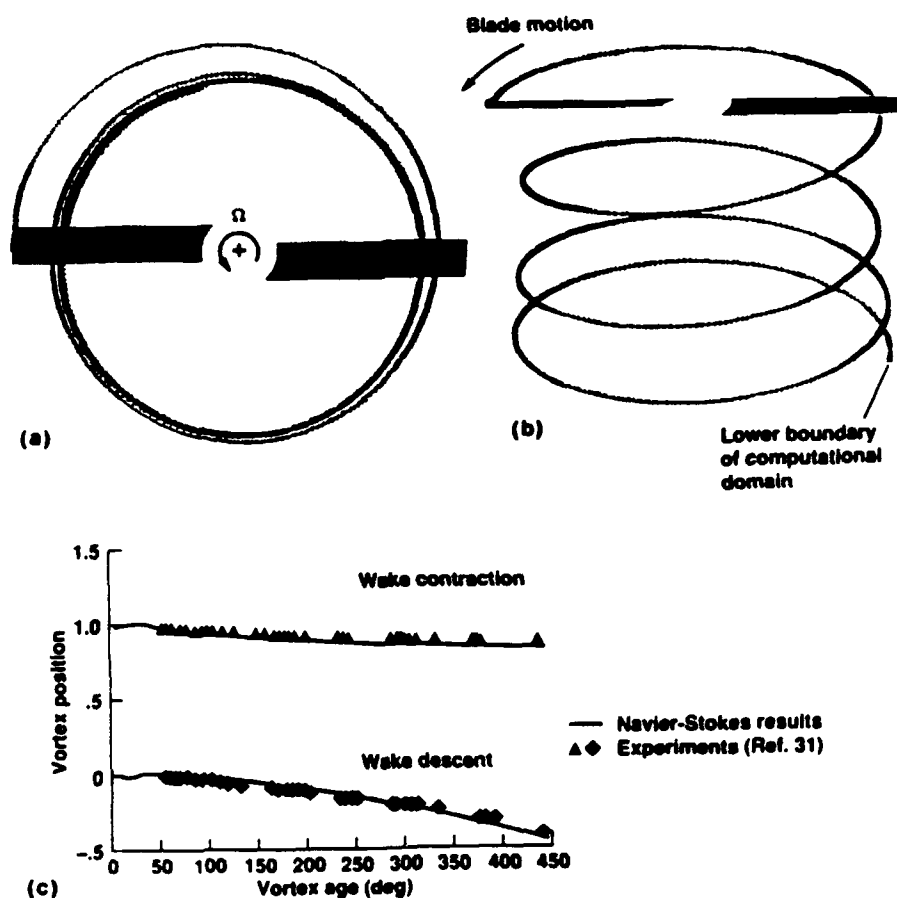 Blade motion
Ω
+
(a)
(b)
Lower boundary
of computational
domain
1.5
1.0
.5
0
-.5
Vortex position
Wake contraction
Wake descent
Navier-Stokes results
Experiments (Ref. 31)
0 50 100 150 200 250 300 350 400 450
Vortex age (deg)
(c)